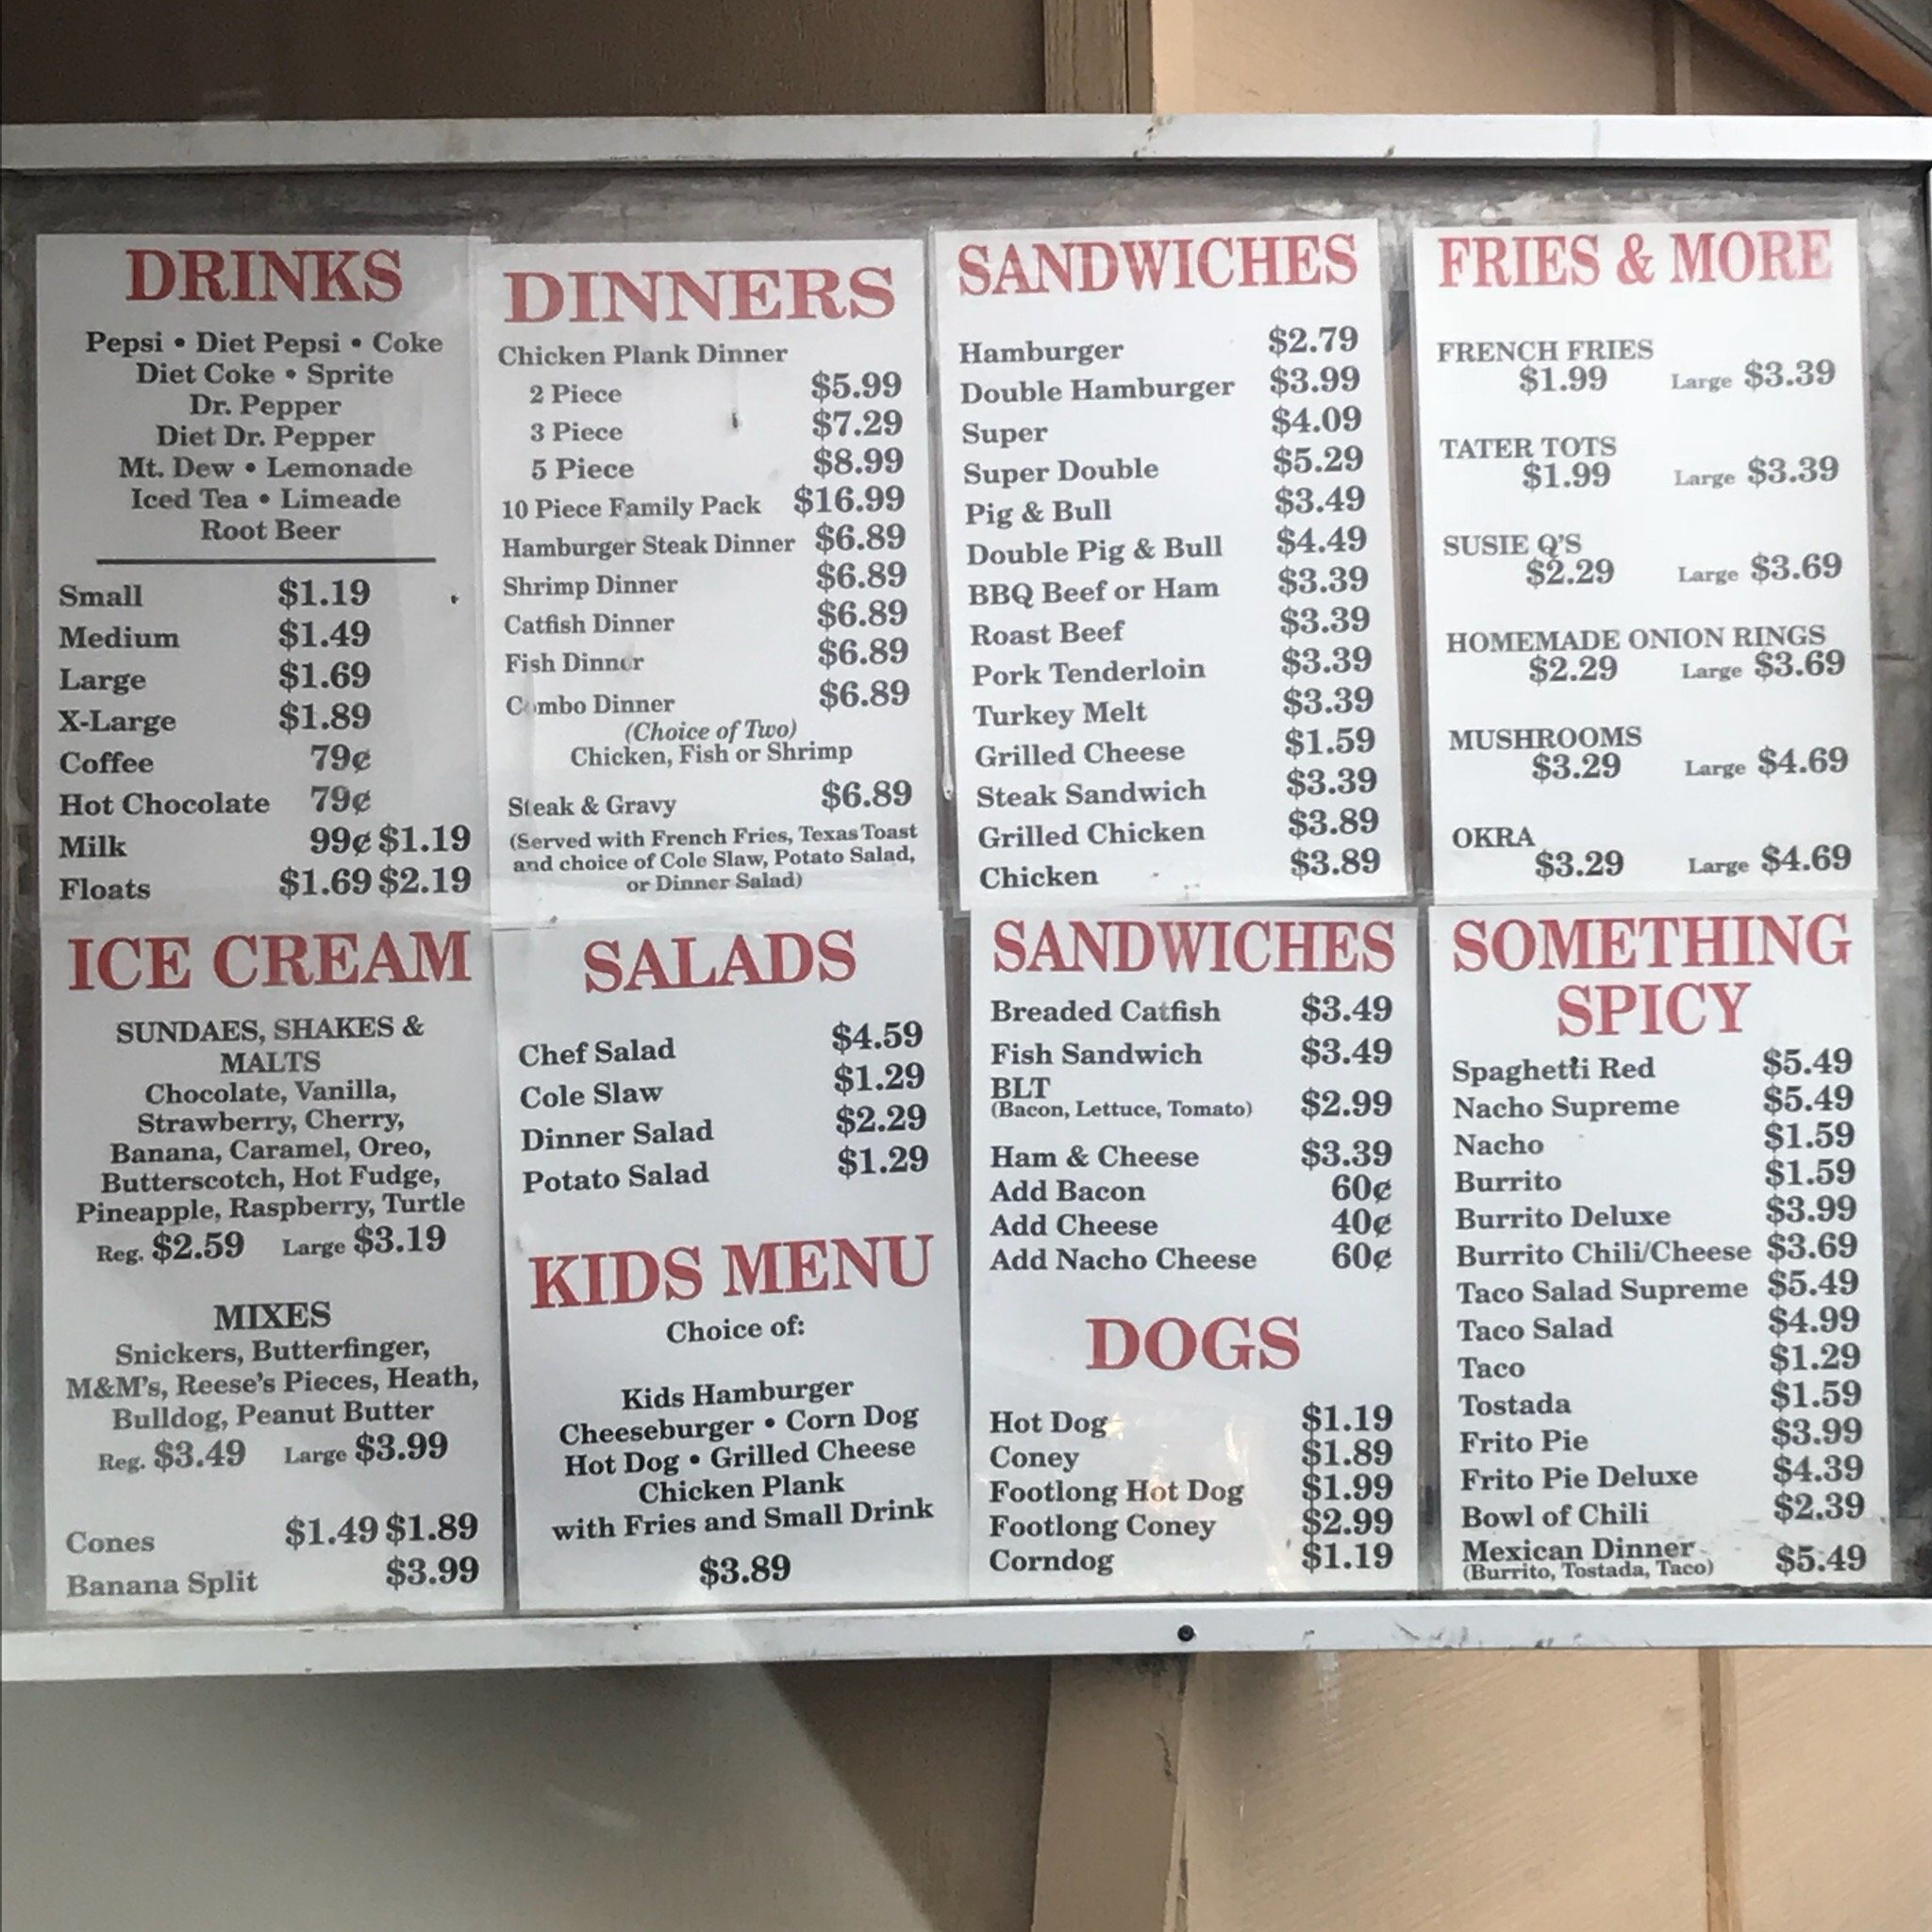 DRINKS
Pepsi • Diet Pepsi • Coke
Diet Coke • Sprite
Dr. Pepper
Diet Dr. Pepper
Mt. Dew • Lemonade
Iced Tea • Limeade
Root Beer
Small $1.19
Medium $1.49
Large $1.69
X-Large $1.89
Coffee 79¢
Hot Chocolate 79¢
Milk 99¢ $1.19
Floats $1.69 $2.19
ICE CREAM
SUNDAES, SHAKES &
MALTS
Chocolate, Vanilla,
Strawberry, Cherry,
Banana, Caramel, Oreo,
Butterscotch, Hot Fudge,
Pineapple, Raspberry, Turtle
Reg. $2.59 Large $3.19
MIXES
Snickers, Butterfinger,
M&M's, Reese's Pieces, Heath,
Bulldog, Peanut Butter
Reg. $3.49 Large $3.99
Cones $1.49 $1.89
Banana Split $3.99
DINNERS
Chicken Plank Dinner
2 Piece $5.99
3 Piece $7.29
5 Piece $8.99
10 Piece Family Pack $16.99
Hamburger Steak Dinner $6.89
Shrimp Dinner $6.89
Catfish Dinner $6.89
Fish Dinner $6.89
Combo Dinner $6.89
(Choice of Two)
Chicken, Fish or Shrimp
Steak & Gravy $6.89
(Served with French Fries, Texas Toast
and choice of Cole Slaw, Potato Salad,
or Dinner Salad)
SALADS
Chef Salad $4.59
Cole Slaw $1.29
Dinner Salad $2.29
Potato Salad $1.29
KIDS MENU
Choice of:
Kids Hamburger
Cheeseburger • Corn Dog
Hot Dog • Grilled Cheese
Chicken Plank
with Fries and Small Drink
$3.89
SANDWICHES
Hamburger $2.79
Double Hamburger $3.99
Super $4.09
Super Double $5.29
Pig & Bull $3.49
Double Pig & Bull $4.49
BBQ Beef or Ham $3.39
Roast Beef $3.39
Pork Tenderloin $3.39
Turkey Melt $3.39
Grilled Cheese $1.59
Steak Sandwich $3.39
Grilled Chicken $3.89
Chicken $3.89
SANDWICHES
Breaded Catfish $3.49
Fish Sandwich $3.49
BLT
(Bacon, Lettuce, Tomato) $2.99
Ham & Cheese $3.39
Add Bacon 60¢
Add Cheese 40¢
Add Nacho Cheese 60¢
DOGS
Hot Dog $1.19
Coney $1.89
Footlong Hot Dog $1.99
Footlong Coney $2.99
Corndog $1.19
FRIES & MORE
FRENCH FRIES
$1.99 Large $3.39
TATER TOTS
$1.99 Large $3.39
SUSIE Q'S
$2.29 Large $3.69
HOMEMADE ONION RINGS
$2.29 Large $3.69
MUSHROOMS
$3.29 Large $4.69
OKRA
$3.29 Large $4.69
SOMETHING
SPICY
Spaghetti Red $5.49
Nacho Supreme $5.49
Nacho $1.59
Burrito $1.59
Burrito Deluxe $3.99
Burrito Chili/Cheese $3.69
Taco Salad Supreme $5.49
Taco Salad $4.99
Taco $1.29
Tostada $1.59
Frito Pie $3.99
Frito Pie Deluxe $4.39
Bowl of Chili $2.39
Mexican Dinner
(Burrito, Tostada, Taco) $5.49